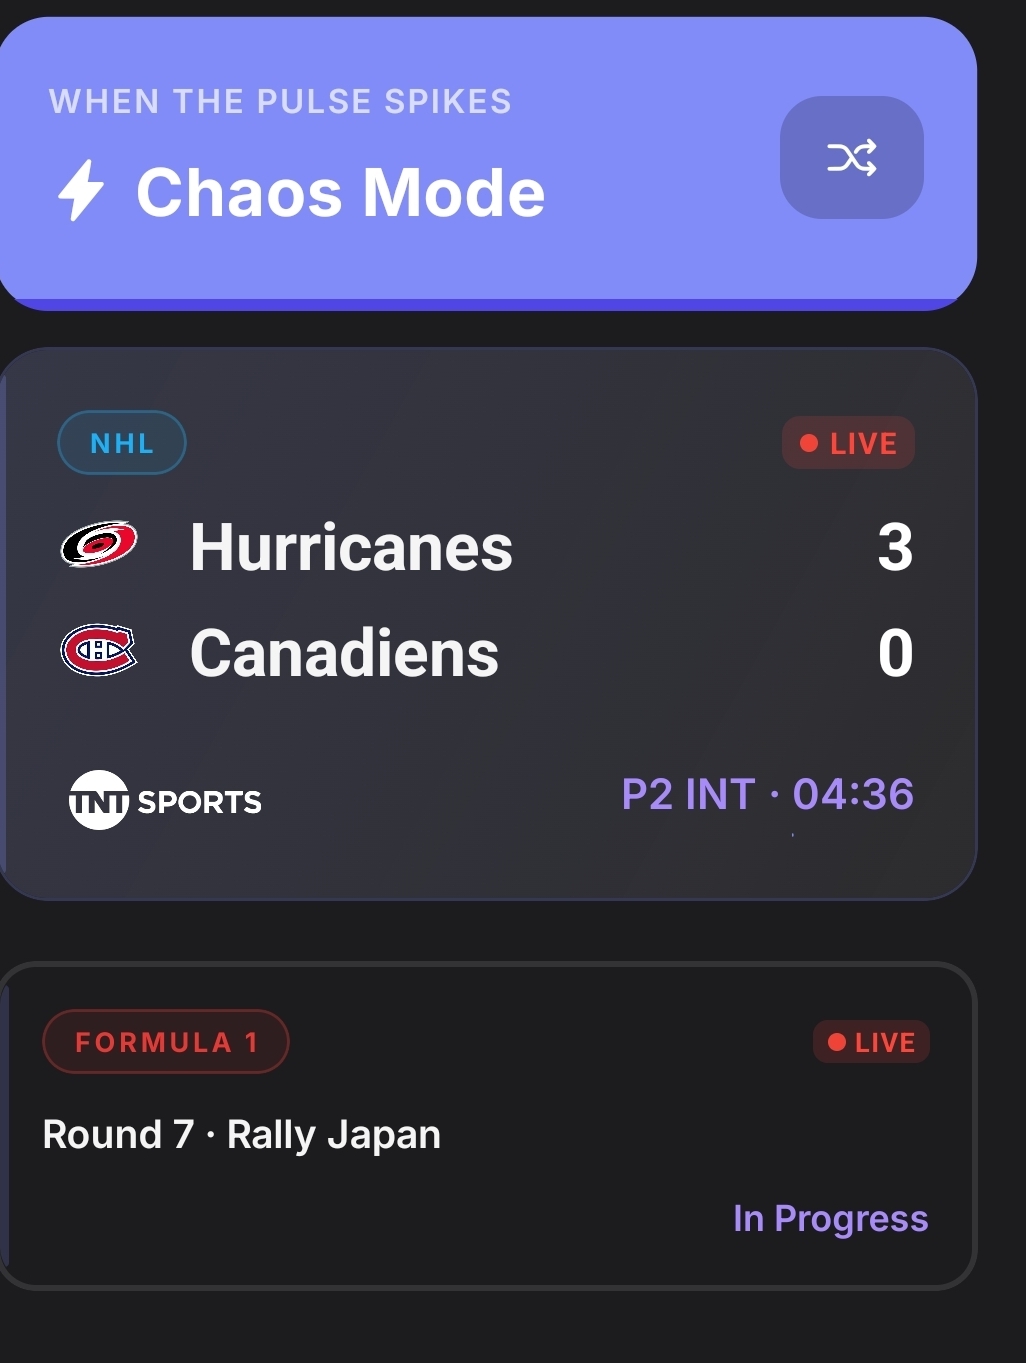 WHEN THE PULSE SPIKES
Chaos Mode
NHL
LIVE
Hurricanes 3
Canadiens 0
TNT SPORTS
P2 INT · 04:36
FORMULA 1
LIVE
Round 7 · Rally Japan
In Progress